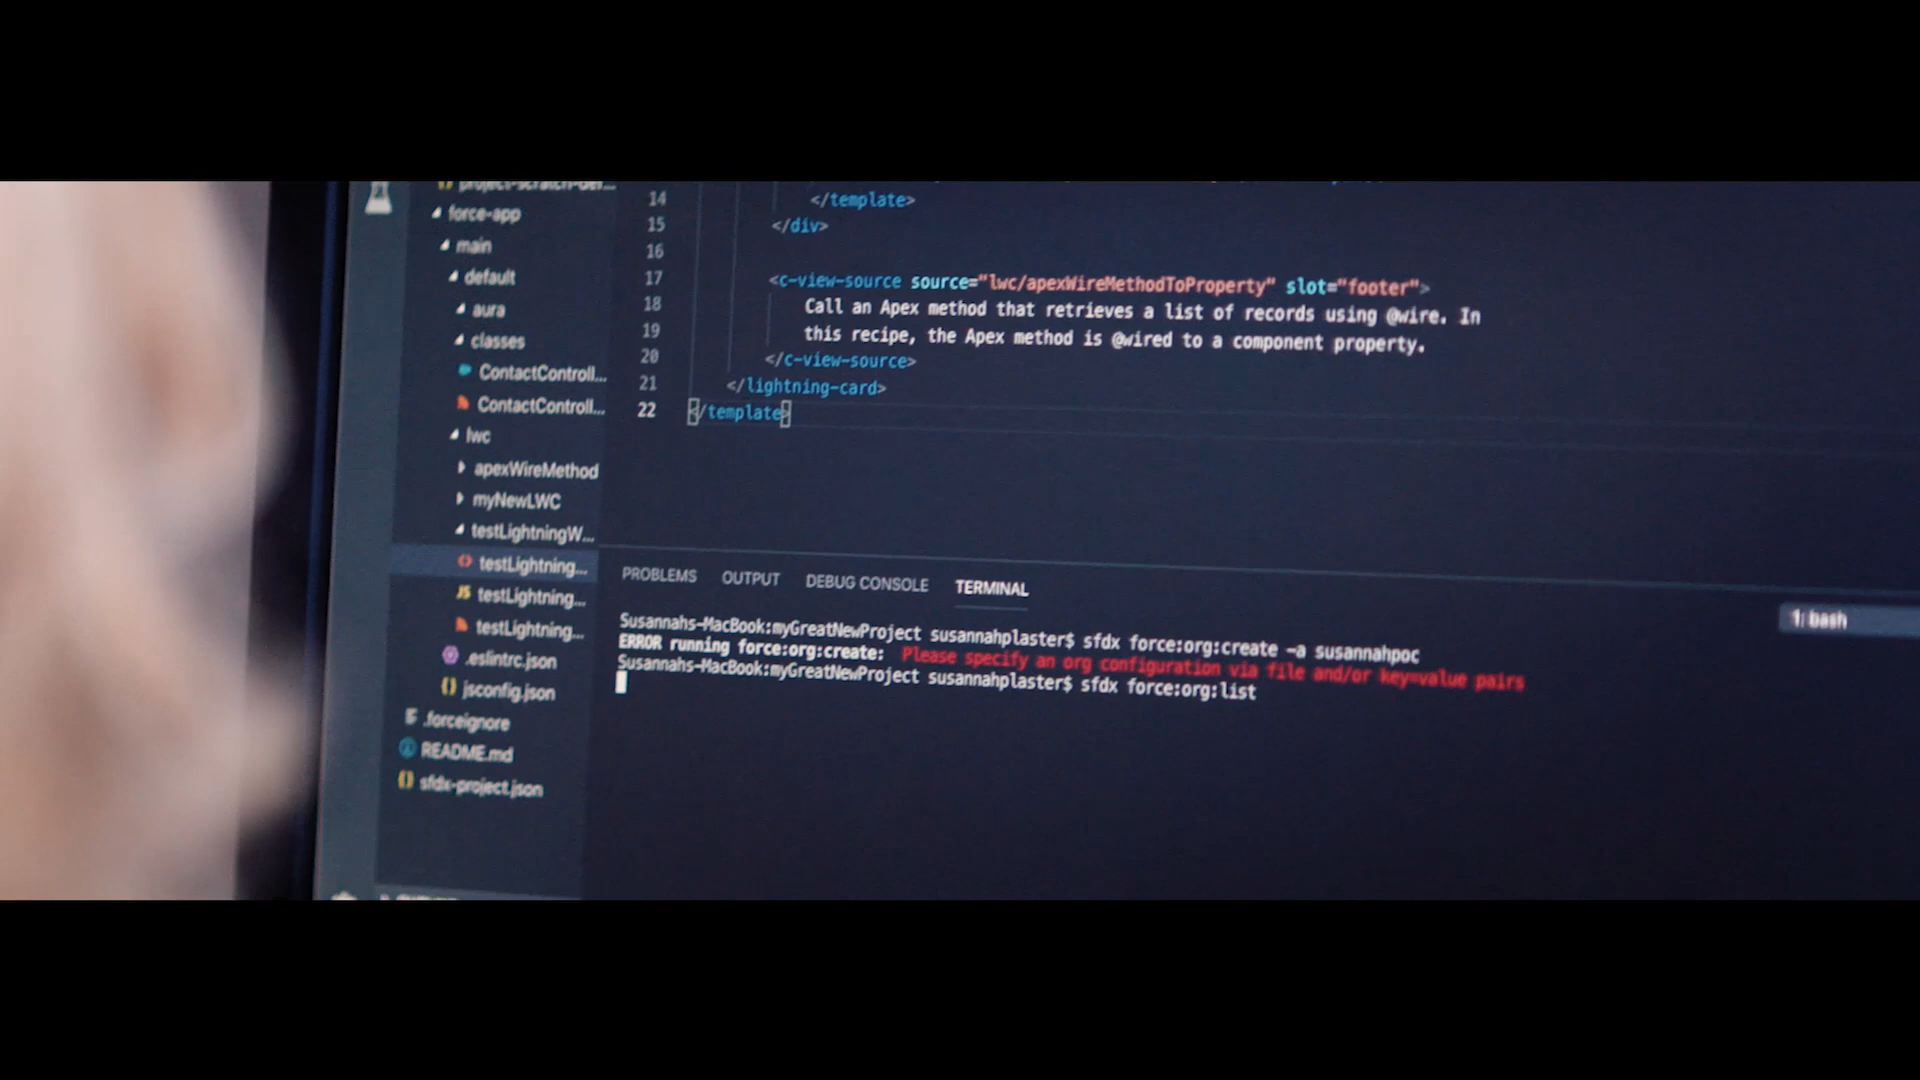 project-scratch-def...
force-app
main
default
aura
classes
ContactControll...
ContactControll...
lwc
apexWireMethod
myNewLWC
testLightningW...
testLightning...
JS testLightning...
testLightning...
.eslintrc.json
{} jsconfig.json
.forceignore
README.md
{} sfdx-project.json
14 </template>
15 </div>
16
17 <c-view-source source="lwc/apexWireMethodToProperty" slot="footer">
18 Call an Apex method that retrieves a list of records using @wire. In
19 this recipe, the Apex method is @wired to a component property.
20 </c-view-source>
21 </lightning-card>
22 </template>
PROBLEMS OUTPUT DEBUG CONSOLE TERMINAL
1: bash
Susannahs-MacBook:myGreatNewProject susannahplaster$ sfdx force:org:create -a susannahpoc
ERROR running force:org:create: Please specify an org configuration via file and/or key=value pairs
Susannahs-MacBook:myGreatNewProject susannahplaster$ sfdx force:org:list